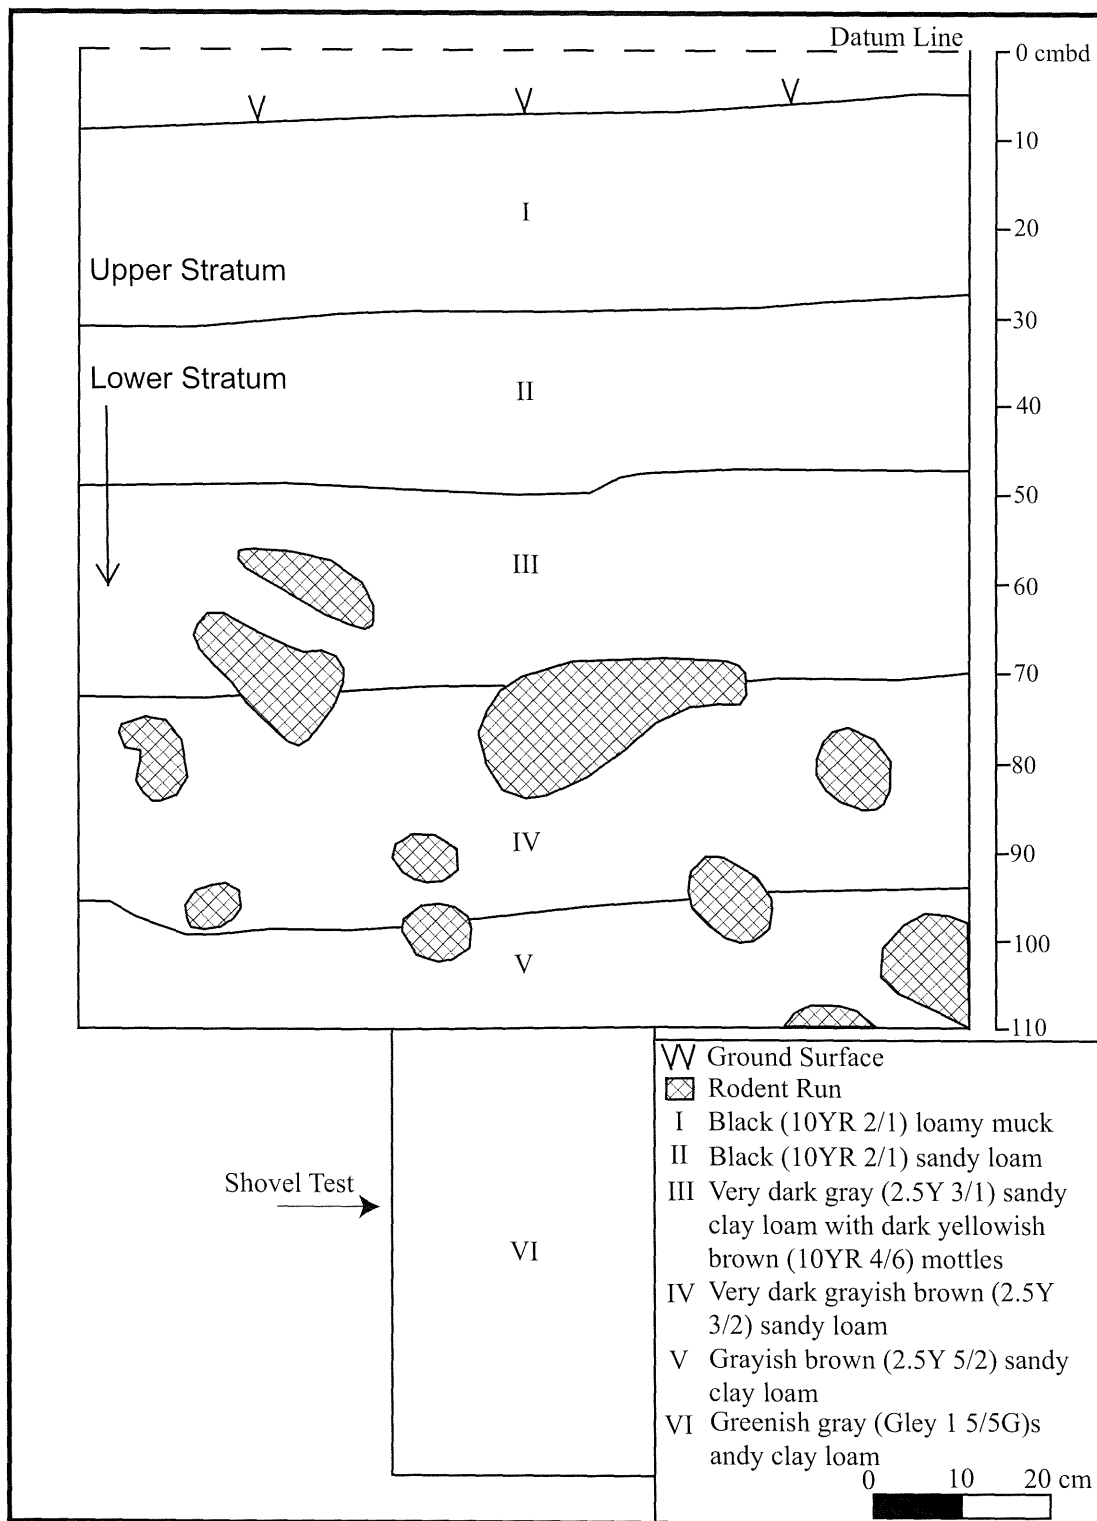 Datum Line
0 cmbd
10
I
20
Upper Stratum
30
Lower Stratum
II
40
50
III
60
70
80
IV
90
V
100
110
Ground Surface
Rodent Run
I Black (10YR 2/1) loamy muck
II Black (10YR 2/1) sandy loam
III Very dark gray (2.5Y 3/1) sandy
clay loam with dark yellowish
brown (10YR 4/6) mottles
IV Very dark grayish brown (2.5Y
3/2) sandy loam
V Grayish brown (2.5Y 5/2) sandy
clay loam
VI Greenish gray (Gley 1 5/5G)s
andy clay loam
Shovel Test
VI
0 10 20 cm